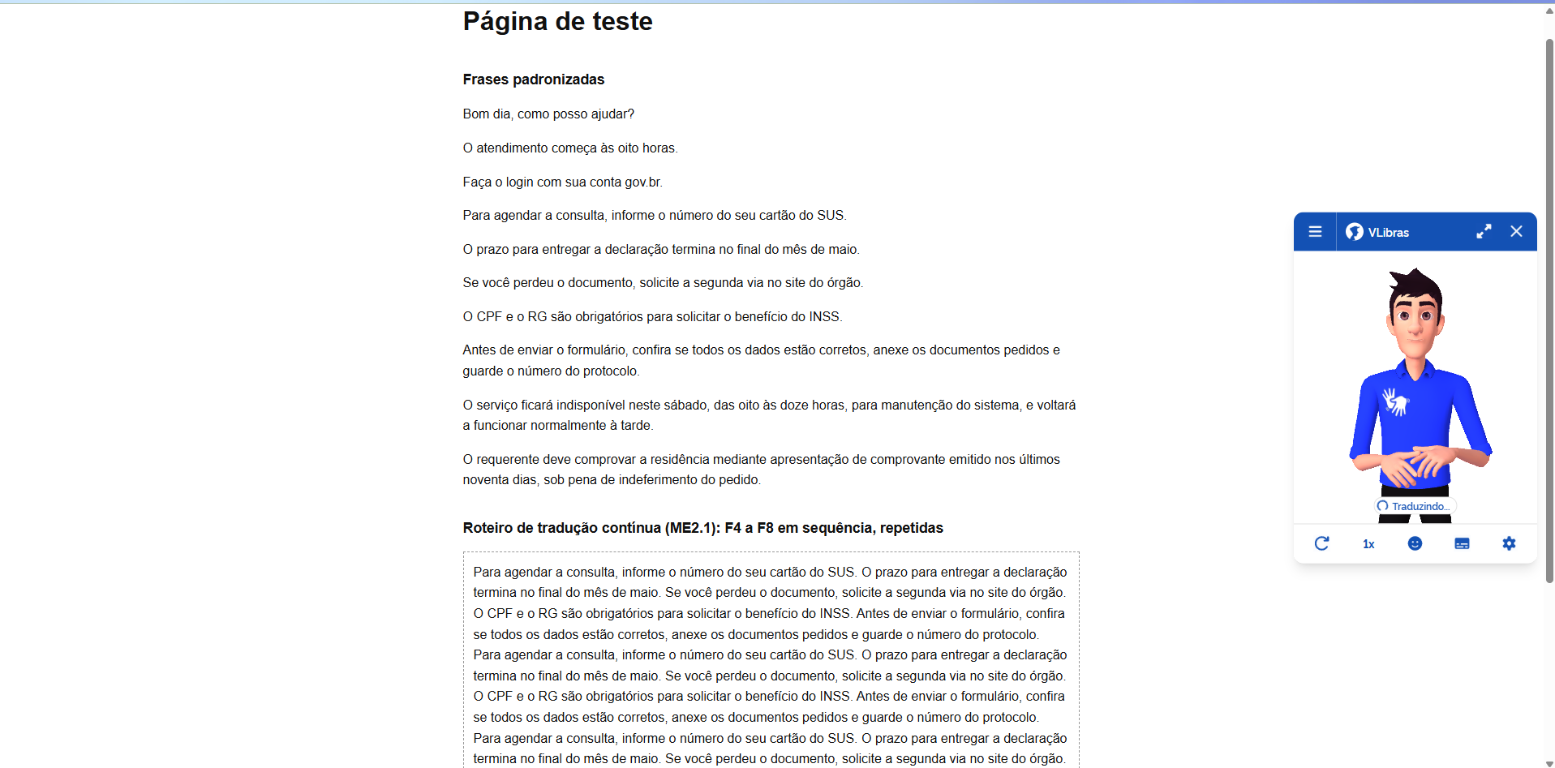 Página de teste
Frases padronizadas
Bom dia, como posso ajudar?
O atendimento começa às oito horas.
Faça o login com sua conta gov.br.
Para agendar a consulta, informe o número do seu cartão do SUS.
O prazo para entregar a declaração termina no final do mês de maio.
Se você perdeu o documento, solicite a segunda via no site do órgão.
O CPF e o RG são obrigatórios para solicitar o benefício do INSS.
Antes de enviar o formulário, confira se todos os dados estão corretos, anexe os documentos pedidos e
guarde o número do protocolo.
O serviço ficará indisponível neste sábado, das oito às doze horas, para manutenção do sistema, e voltará
a funcionar normalmente à tarde.
O requerente deve comprovar a residência mediante apresentação de comprovante emitido nos últimos
noventa dias, sob pena de indeferimento do pedido.
Roteiro de tradução contínua (ME2.1): F4 a F8 em sequência, repetidas
Para agendar a consulta, informe o número do seu cartão do SUS. O prazo para entregar a declaração
termina no final do mês de maio. Se você perdeu o documento, solicite a segunda via no site do órgão.
O CPF e o RG são obrigatórios para solicitar o benefício do INSS. Antes de enviar o formulário, confira
se todos os dados estão corretos, anexe os documentos pedidos e guarde o número do protocolo.
Para agendar a consulta, informe o número do seu cartão do SUS. O prazo para entregar a declaração
termina no final do mês de maio. Se você perdeu o documento, solicite a segunda via no site do órgão.
O CPF e o RG são obrigatórios para solicitar o benefício do INSS. Antes de enviar o formulário, confira
se todos os dados estão corretos, anexe os documentos pedidos e guarde o número do protocolo.
Para agendar a consulta, informe o número do seu cartão do SUS. O prazo para entregar a declaração
termina no final do mês de maio. Se você perdeu o documento, solicite a segunda via no site do órgão.
VLibras
Traduzindo...
1x